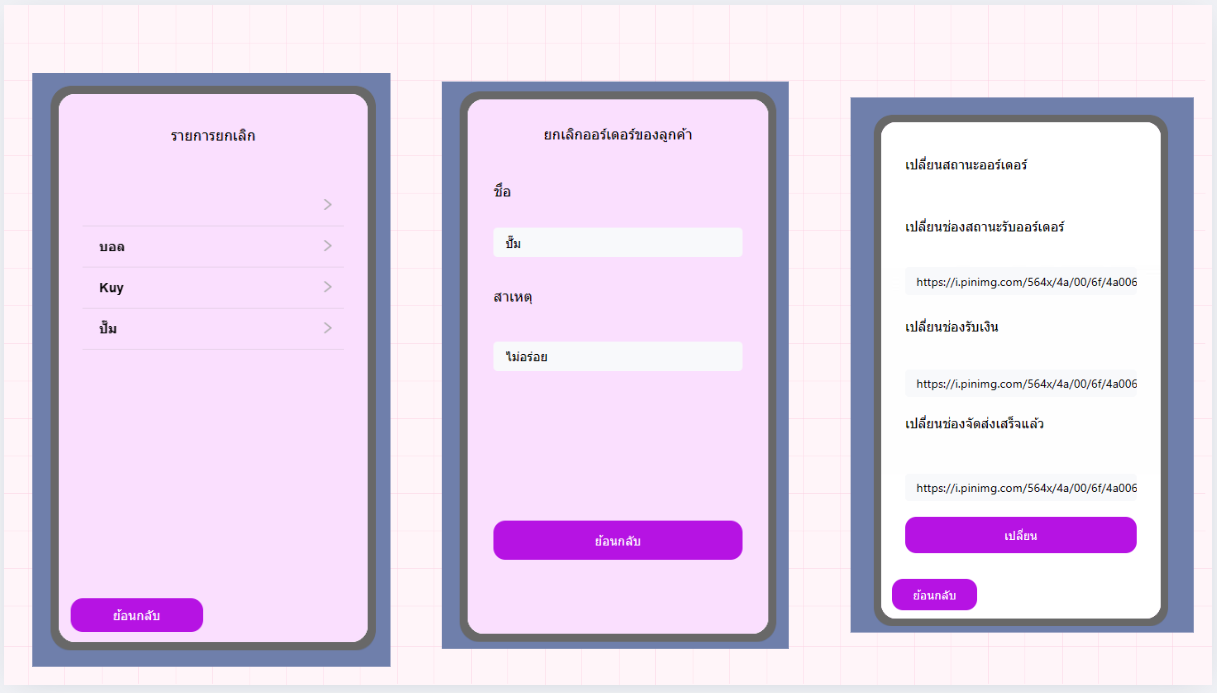 รายการยกเลิก
บอล
Kuy
ปั๊ม
ย้อนกลับ
ยกเลิกออร์เดอร์ของลูกค้า
ชื่อ
ปั๊ม
สาเหตุ
ไม่อร่อย
ย้อนกลับ
เปลี่ยนสถานะออร์เดอร์
เปลี่ยนช่องสถานะรับออร์เดอร์
https://i.pinimg.com/564x/4a/00/6f/4a006
เปลี่ยนช่องรับเงิน
https://i.pinimg.com/564x/4a/00/6f/4a006
เปลี่ยนช่องจัดส่งเสร็จแล้ว
https://i.pinimg.com/564x/4a/00/6f/4a006
เปลี่ยน
ย้อนกลับ